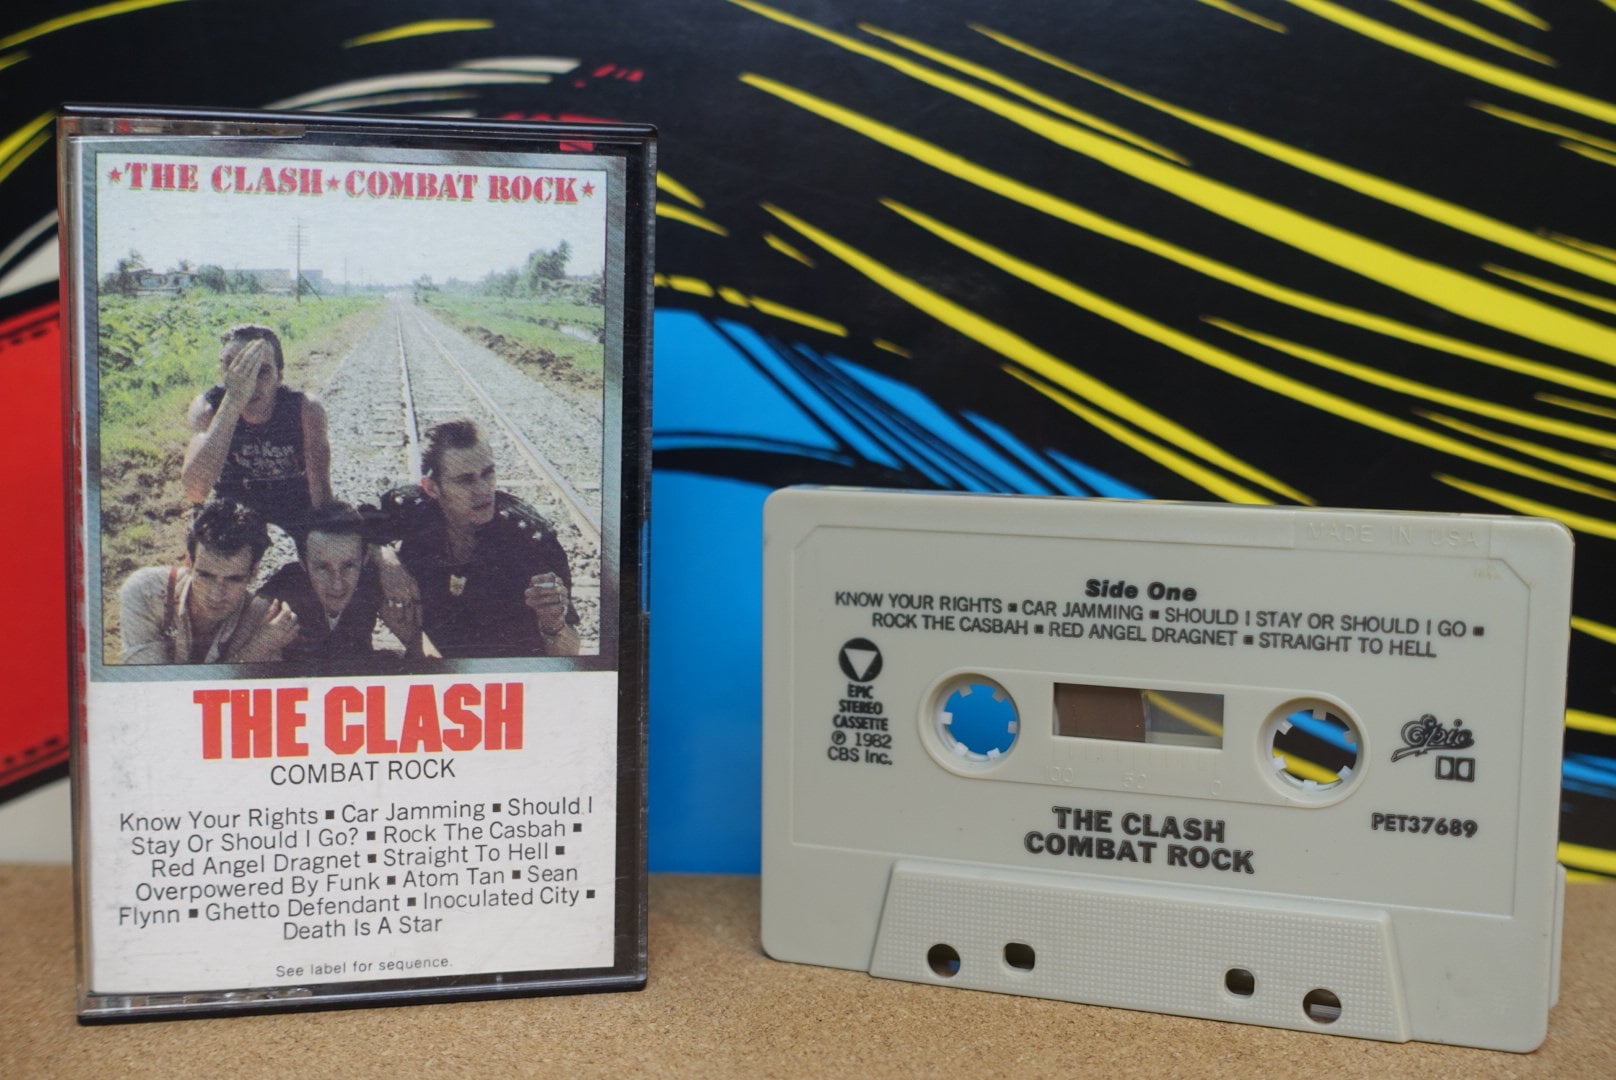 ★THE CLASH★COMBAT ROCK★
THE CLASH
COMBAT ROCK
Know Your Rights ■ Car Jamming ■ Should I
Stay Or Should I Go? ■ Rock The Casbah ■
Red Angel Dragnet ■ Straight To Hell ■
Overpowered By Funk ■ Atom Tan ■ Sean
Flynn ■ Ghetto Defendant ■ Inoculated City ■
Death Is A Star
See label for sequence.
MADE IN USA
Side One
KNOW YOUR RIGHTS ■ CAR JAMMING ■ SHOULD I STAY OR SHOULD I GO ■
ROCK THE CASBAH ■ RED ANGEL DRAGNET ■ STRAIGHT TO HELL
EPIC
STEREO
CASSETTE
℗ 1982
CBS Inc.
Epic
100 50 0
PET37689
THE CLASH
COMBAT ROCK